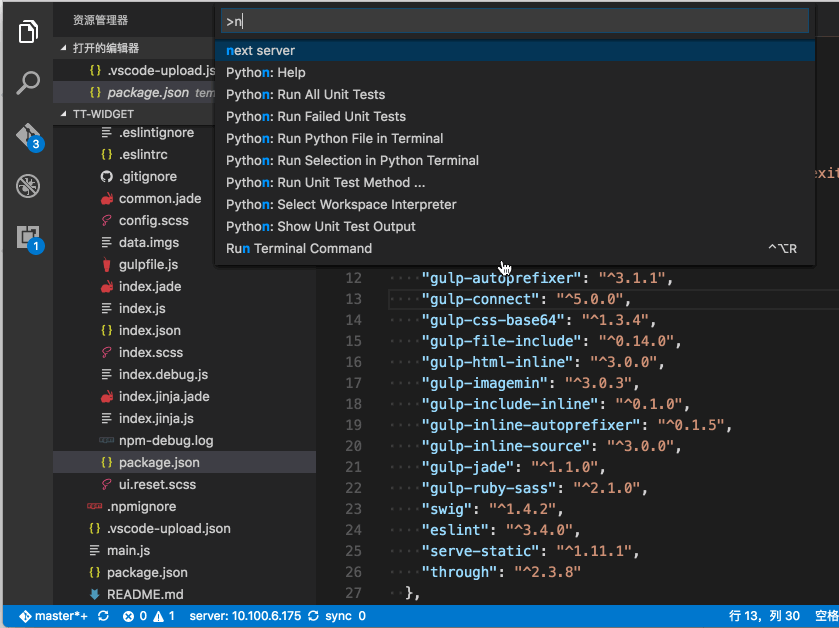 资源管理器
>n
打开的编辑器
{} .vscode-upload.js
{} package.json tem
TT-WIDGET
.eslintignore
{} .eslintrc
.gitignore
common.jade
config.scss
data.imgs
gulpfile.js
index.jade
index.js
{} index.json
index.scss
index.debug.js
index.jinja.jade
index.jinja.js
npm-debug.log
{} package.json
ui.reset.scss
.npmignore
{} .vscode-upload.json
main.js
{} package.json
README.md
3
1
next server
Python: Help
Python: Run All Unit Tests
Python: Run Failed Unit Tests
Python: Run Python File in Terminal
Python: Run Selection in Python Terminal
Python: Run Unit Test Method ...
Python: Select Workspace Interpreter
Python: Show Unit Test Output
Run Terminal Command ^⌥R
exit
12 ····"gulp-autoprefixer": "^3.1.1",
13 ····"gulp-connect": "^5.0.0",
14 ····"gulp-css-base64": "^1.3.4",
15 ····"gulp-file-include": "^0.14.0",
16 ····"gulp-html-inline": "^3.0.0",
17 ····"gulp-imagemin": "^3.0.3",
18 ····"gulp-include-inline": "^0.1.0",
19 ····"gulp-inline-autoprefixer": "^0.1.5",
20 ····"gulp-inline-source": "^3.0.0",
21 ····"gulp-jade": "^1.1.0",
22 ····"gulp-ruby-sass": "^2.1.0",
23 ····"swig": "^1.4.2",
24 ····"eslint": "^3.4.0",
25 ····"serve-static": "^1.11.1",
26 ····"through": "^2.3.8"
27 ··},
master*+ 0 1 server: 10.100.6.175 sync 0 行 13，列 30 空格